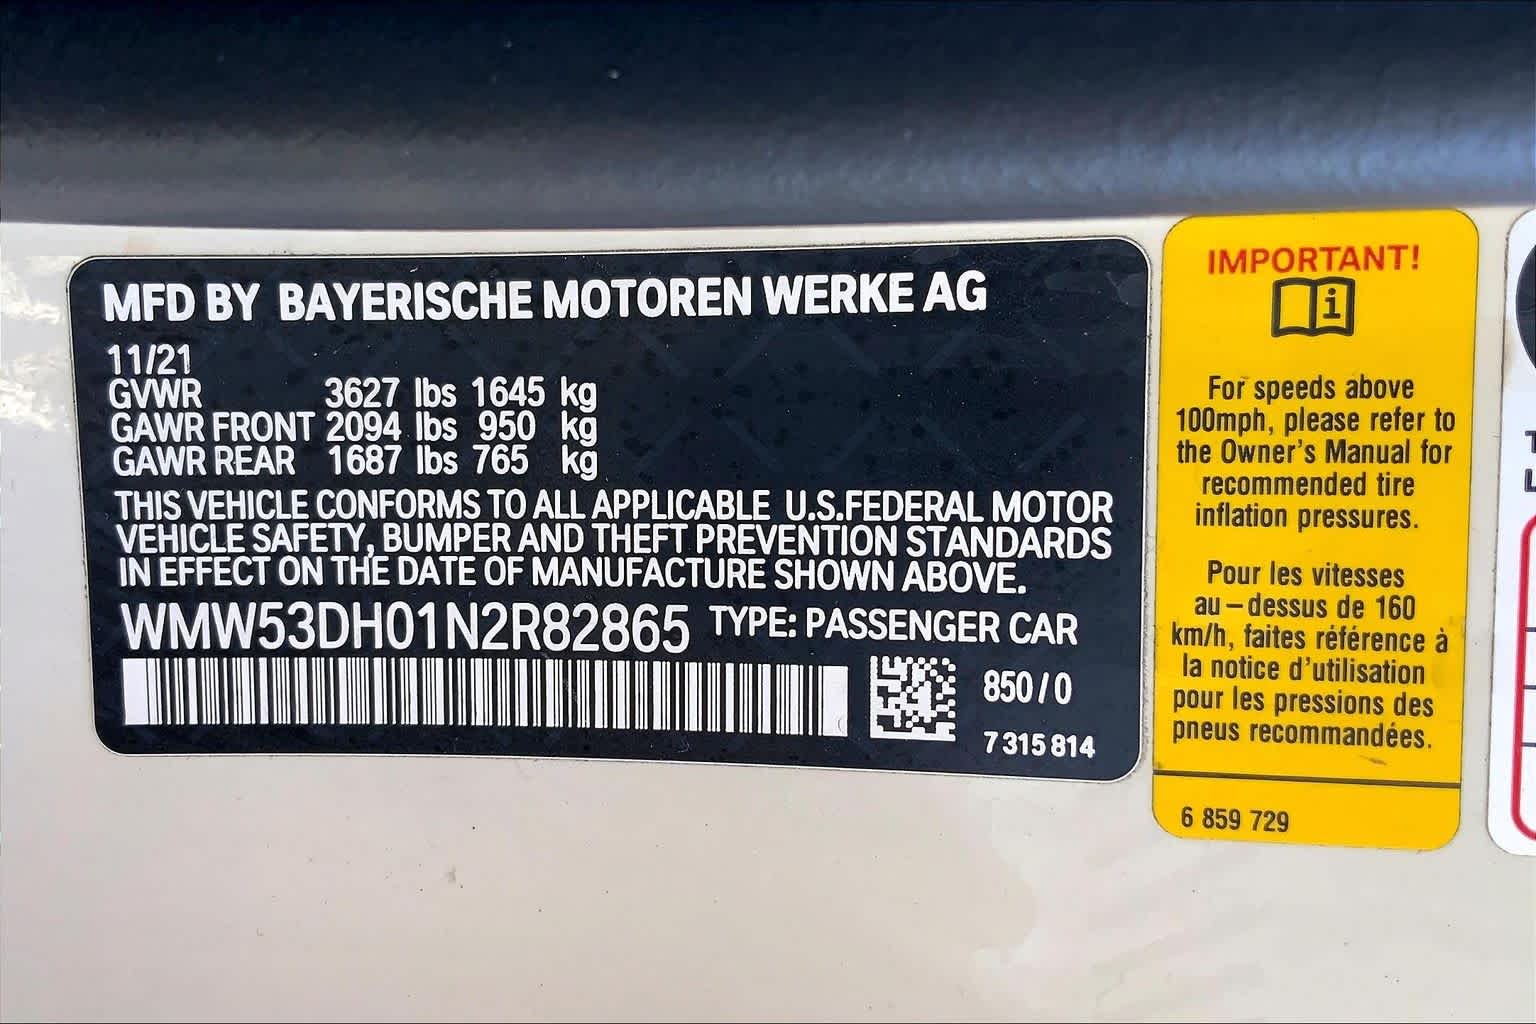 MFD BY BAYERISCHE MOTOREN WERKE AG
11/21
GVWR 3627 lbs 1645 kg
GAWR FRONT 2094 lbs 950 kg
GAWR REAR 1687 lbs 765 kg
THIS VEHICLE CONFORMS TO ALL APPLICABLE U.S.FEDERAL MOTOR
VEHICLE SAFETY, BUMPER AND THEFT PREVENTION STANDARDS
IN EFFECT ON THE DATE OF MANUFACTURE SHOWN ABOVE.
WMW53DH01N2R82865 TYPE: PASSENGER CAR
850/0
7 315 814
IMPORTANT!
i
For speeds above
100mph, please refer to
the Owner's Manual for
recommended tire
inflation pressures.
Pour les vitesses
au-dessus de 160
km/h, faites référence à
la notice d'utilisation
pour les pressions des
pneus recommandées.
6 859 729